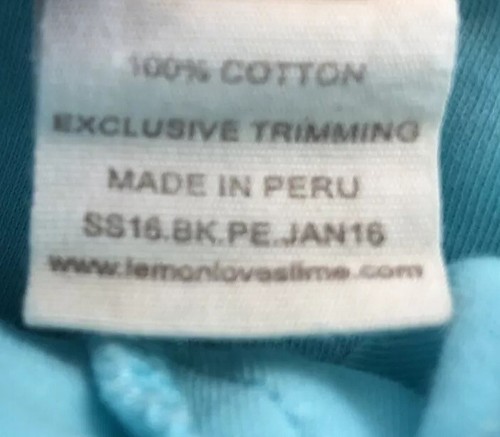 100% COTTON
EXCLUSIVE TRIMMING
MADE IN PERU
SS16.BK.PE.JAN16
www.lemonloveslime.com